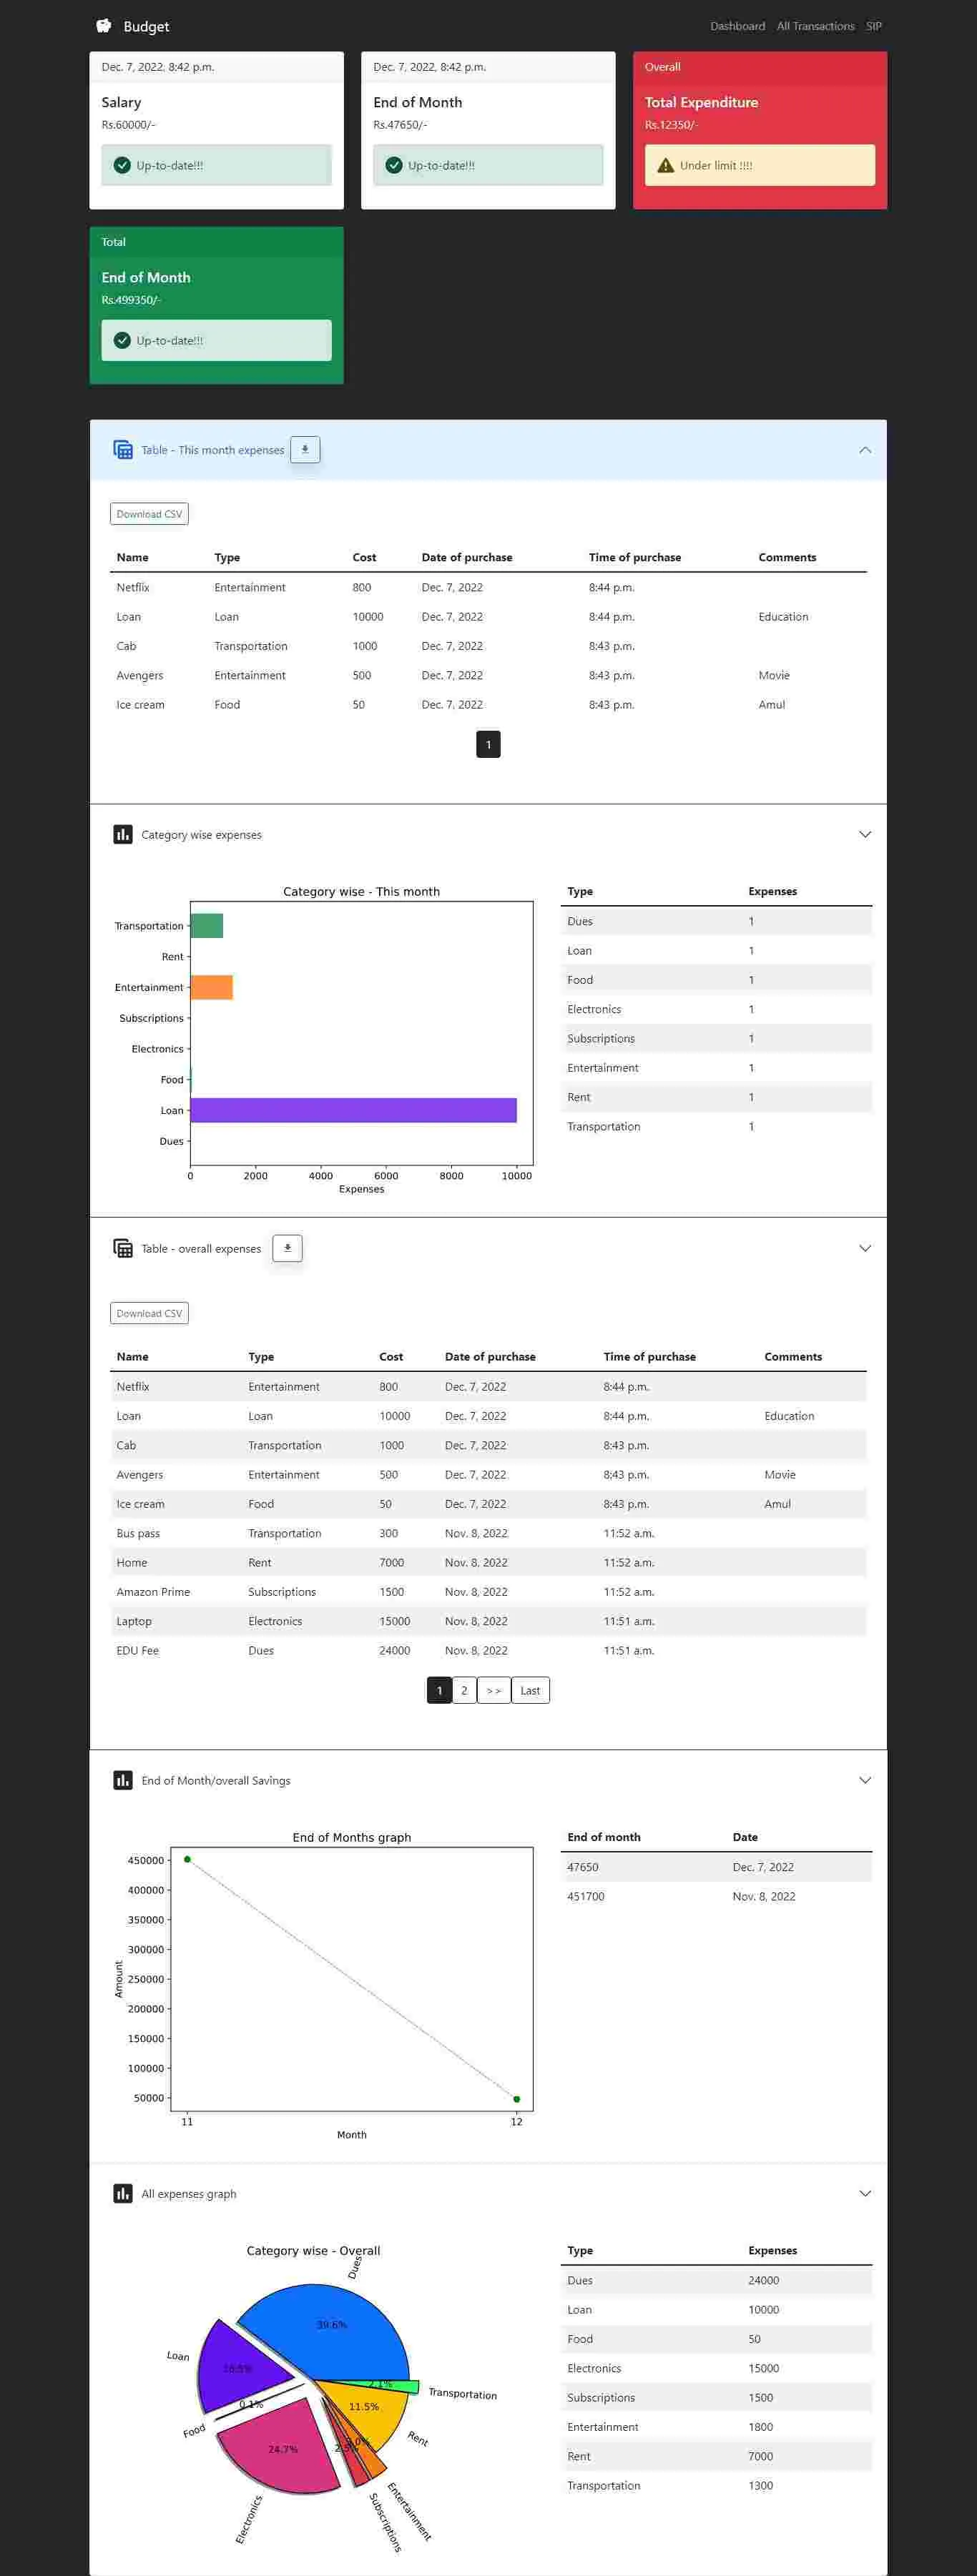 Budget
Dashboard All Transactions SIP
Dec. 7, 2022, 8:42 p.m.
Salary
Rs.60000/-
Up-to-date!!!
Dec. 7, 2022, 8:42 p.m.
End of Month
Rs.47650/-
Up-to-date!!!
Overall
Total Expenditure
Rs.12350/-
Under limit !!!!
Total
End of Month
Rs.499350/-
Up-to-date!!!
Table - This month expenses
Download CSV
Name Type Cost Date of purchase Time of purchase Comments
Netflix Entertainment 800 Dec. 7, 2022 8:44 p.m.
Loan Loan 10000 Dec. 7, 2022 8:44 p.m. Education
Cab Transportation 1000 Dec. 7, 2022 8:43 p.m.
Avengers Entertainment 500 Dec. 7, 2022 8:43 p.m. Movie
Ice cream Food 50 Dec. 7, 2022 8:43 p.m. Amul
1
Category wise expenses
Category wise - This month
Transportation
Rent
Entertainment
Subscriptions
Electronics
Food
Loan
Dues
0 2000 4000 6000 8000 10000
Expenses
Type Expenses
Dues 1
Loan 1
Food 1
Electronics 1
Subscriptions 1
Entertainment 1
Rent 1
Transportation 1
Table - overall expenses
Download CSV
Name Type Cost Date of purchase Time of purchase Comments
Netflix Entertainment 800 Dec. 7, 2022 8:44 p.m.
Loan Loan 10000 Dec. 7, 2022 8:44 p.m. Education
Cab Transportation 1000 Dec. 7, 2022 8:43 p.m.
Avengers Entertainment 500 Dec. 7, 2022 8:43 p.m. Movie
Ice cream Food 50 Dec. 7, 2022 8:43 p.m. Amul
Bus pass Transportation 300 Nov. 8, 2022 11:52 a.m.
Home Rent 7000 Nov. 8, 2022 11:52 a.m.
Amazon Prime Subscriptions 1500 Nov. 8, 2022 11:52 a.m.
Laptop Electronics 15000 Nov. 8, 2022 11:51 a.m.
EDU Fee Dues 24000 Nov. 8, 2022 11:51 a.m.
1 2 >> Last
End of Month/overall Savings
End of Months graph
450000
400000
350000
300000
250000
200000
150000
100000
50000
Amount
11 12
Month
End of month Date
47650 Dec. 7, 2022
451700 Nov. 8, 2022
All expenses graph
Category wise - Overall
Dues
39.6%
Loan
16.5%
Food
0.1%
Electronics
24.7%
Subscriptions
2.5%
Entertainment
3.0%
Rent
11.5%
Transportation
2.1%
Type Expenses
Dues 24000
Loan 10000
Food 50
Electronics 15000
Subscriptions 1500
Entertainment 1800
Rent 7000
Transportation 1300